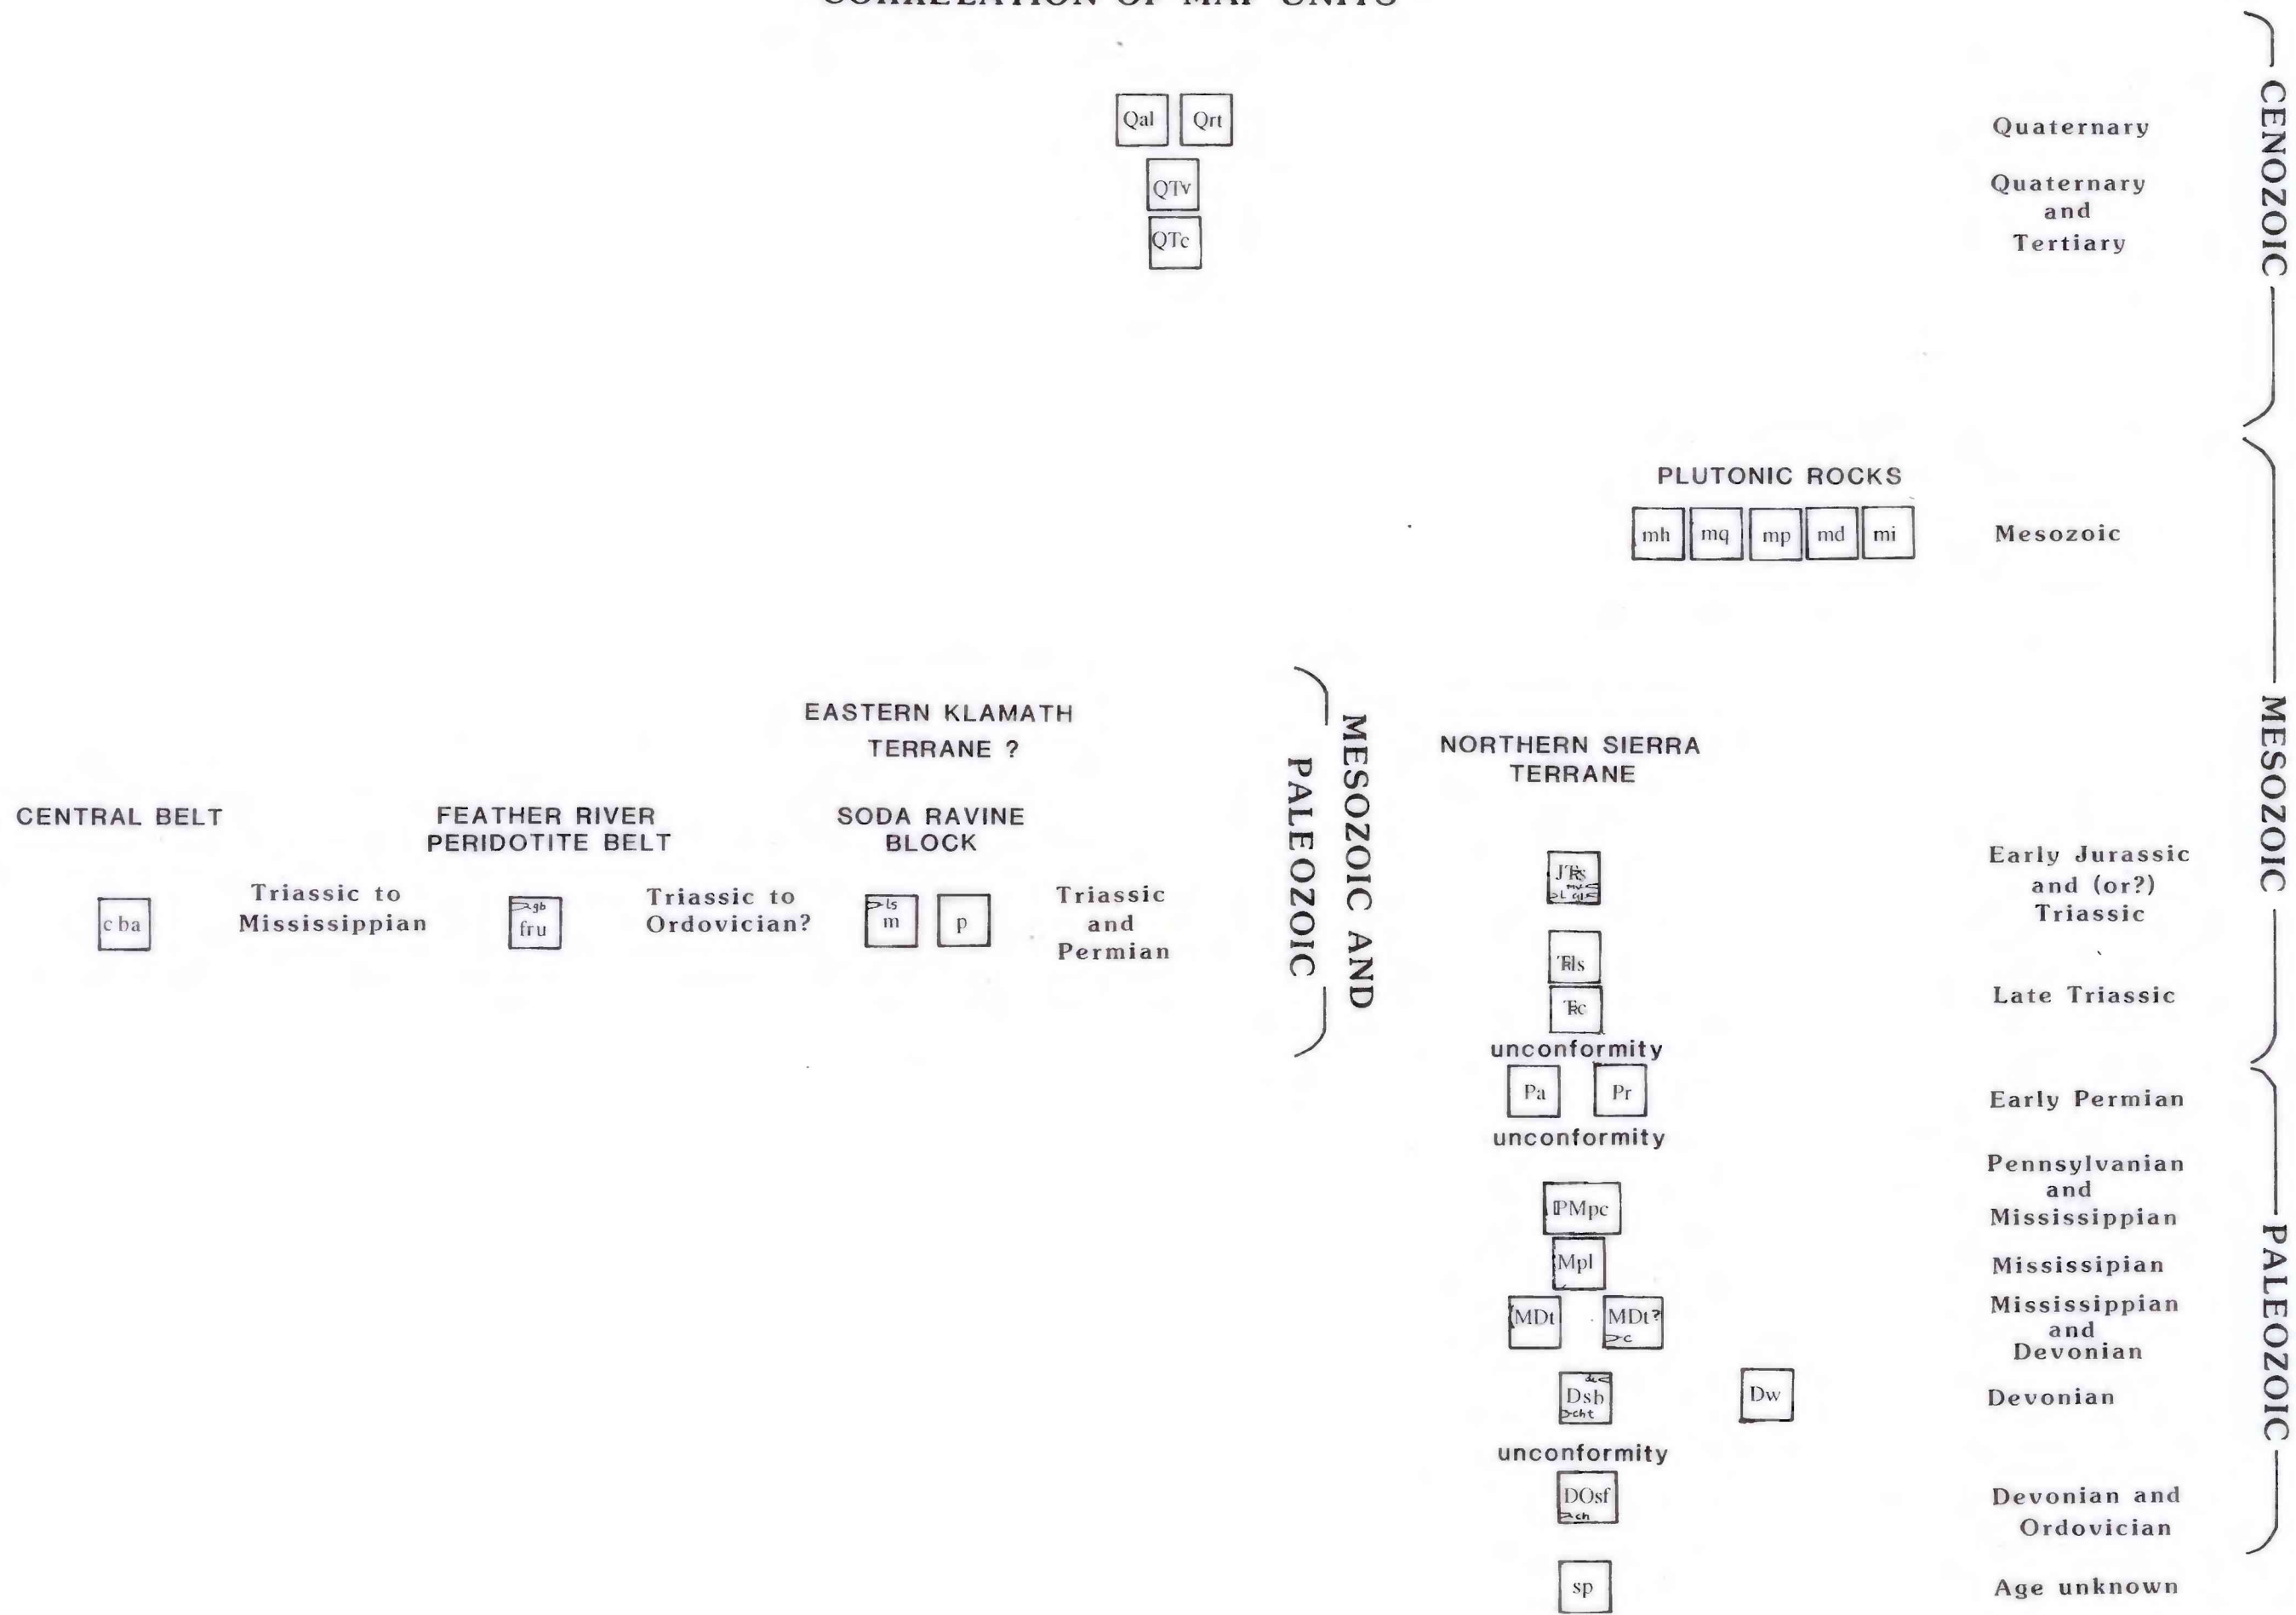 CORRELATION OF MAP UNITS
Qal Qrt
Quaternary
QTv
QTc
Quaternary
and
Tertiary
CENOZOIC
PLUTONIC ROCKS
mh mq mp md mi
Mesozoic
MESOZOIC
CENTRAL BELT
c ba
Triassic to
Mississippian
FEATHER RIVER
PERIDOTITE BELT
gb
fru
Triassic to
Ordovician?
EASTERN KLAMATH
TERRANE ?
SODA RAVINE
BLOCK
ls
m p
Triassic
and
Permian
MESOZOIC AND
PALEOZOIC
NORTHERN SIERRA
TERRANE
JTRs
mv
L
Early Jurassic
and (or?)
Triassic
TRls
TRc
Late Triassic
unconformity
Pa Pr
Early Permian
unconformity
PMpc
Pennsylvanian
and
Mississippian
Mpl
Mississipian
MDt MDt?
c
Mississippian
and
Devonian
Dsb Dw
cht
Devonian
unconformity
DOsf
ch
Devonian and
Ordovician
sp
Age unknown
PALEOZOIC